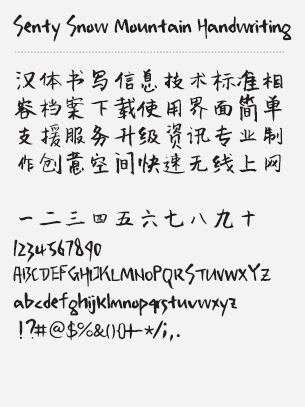 Senty Snow Mountain Handwriting
汉体书写信息技术标准相
容档案下载使用界面简单
支援服务升级资讯专业制
作创意空间快速无线上网
一二三四五六七八九十
1234567890
ABCDEFGHIJKLMNOPQRSTUVWXYZ
abcdefghijklmnopqrstuvwxyz
!?#@$%&()0+-*/;,.